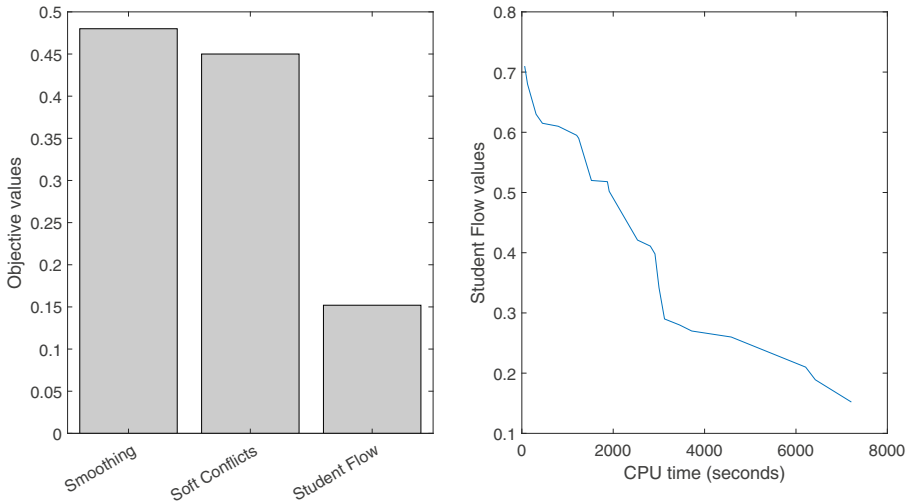 0.5
0.45
0.4
0.35
0.3
0.25
0.2
0.15
0.1
0.05
0
Objective values
Smoothing
Soft Conflicts
Student Flow
0.8
0.7
0.6
0.5
0.4
0.3
0.2
0.1
Student Flow values
0 2000 4000 6000 8000
CPU time (seconds)